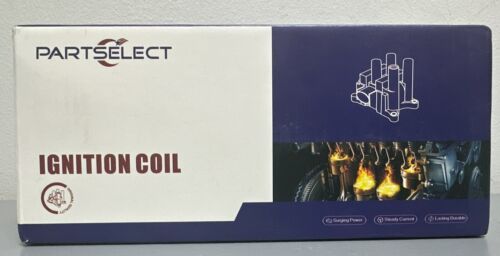 PARTSELECT
IGNITION COIL
Surging Power
Steady Current
Lasting Durable